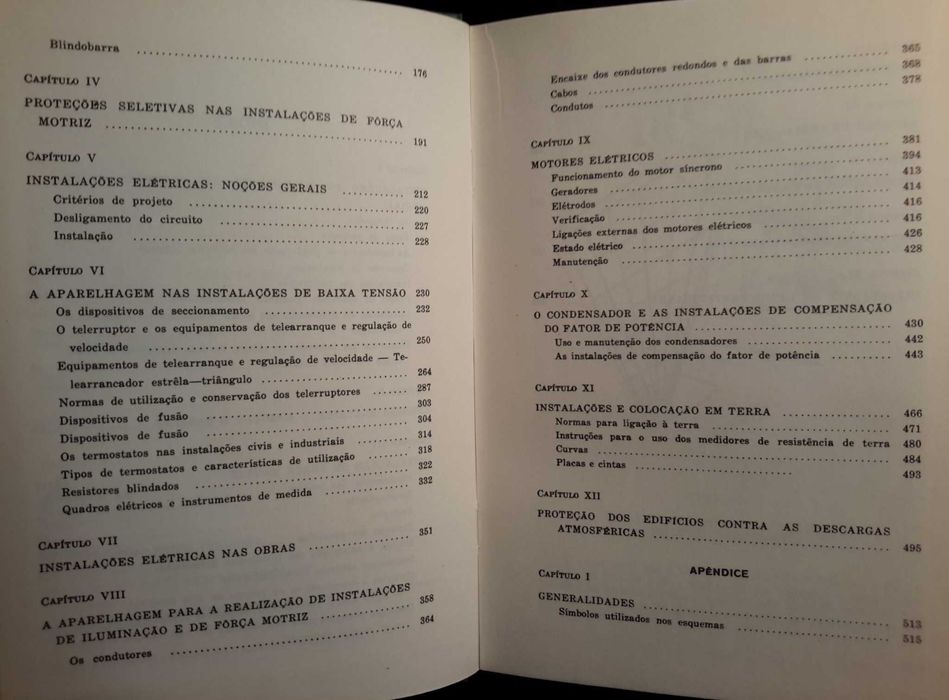 Blindobarra ........ 176
CAPÍTULO IV
PROTEÇÕES SELETIVAS NAS INSTALAÇÕES DE FÔRÇA
MOTRIZ ........ 191
CAPÍTULO V
INSTALAÇÕES ELÉTRICAS: NOÇÕES GERAIS ........ 212
Critérios de projeto ........ 220
Desligamento do circuito ........ 227
Instalação ........ 228
CAPÍTULO VI
A APARELHAGEM NAS INSTALAÇÕES DE BAIXA TENSÃO 230
Os dispositivos de seccionamento ........ 232
O telerruptor e os equipamentos de telearranque e regulação de
velocidade ........ 250
Equipamentos de telearranque e regulação de velocidade — Te-
learrancador estrêla—triângulo ........ 264
Normas de utilização e conservação dos telerruptores ........ 287
Dispositivos de fusão ........ 303
Dispositivos de fusão ........ 304
Os termostatos nas instalações civis e industriais ........ 314
Tipos de termostatos e características de utilização ........ 318
Resistores blindados ........ 322
Quadros elétricos e instrumentos de medida ........ 332
CAPÍTULO VII
INSTALAÇÕES ELÉTRICAS NAS OBRAS ........ 351
CAPÍTULO VIII
A APARELHAGEM PARA A REALIZAÇÃO DE INSTALAÇÕES
DE ILUMINAÇÃO E DE FÔRÇA MOTRIZ ........ 358
Os condutores ........ 364
Encaixe dos condutores redondos e das barras ........ 365
Cabos ........ 368
Condutos ........ 378
CAPÍTULO IX
MOTORES ELÉTRICOS ........ 381
Funcionamento do motor síncrono ........ 394
Geradores ........ 413
Elétrodos ........ 414
Verificação ........ 416
Ligações externas dos motores elétricos ........ 416
Estado elétrico ........ 426
Manutenção ........ 428
CAPÍTULO X
O CONDENSADOR E AS INSTALAÇÕES DE COMPENSAÇÃO
DO FATOR DE POTÊNCIA ........ 430
Uso e manutenção dos condensadores ........ 442
As instalações de compensação do fator de potência ........ 443
CAPÍTULO XI
INSTALAÇÕES E COLOCAÇÃO EM TERRA ........ 466
Normas para ligação à terra ........ 471
Instruções para o uso dos medidores de resistência de terra 480
Curvas ........ 484
Placas e cintas ........ 493
CAPÍTULO XII
PROTEÇÃO DOS EDIFÍCIOS CONTRA AS DESCARGAS
ATMOSFÉRICAS ........ 495
APÊNDICE
CAPÍTULO I
GENERALIDADES ........ 513
Símbolos utilizados nos esquemas ........ 515